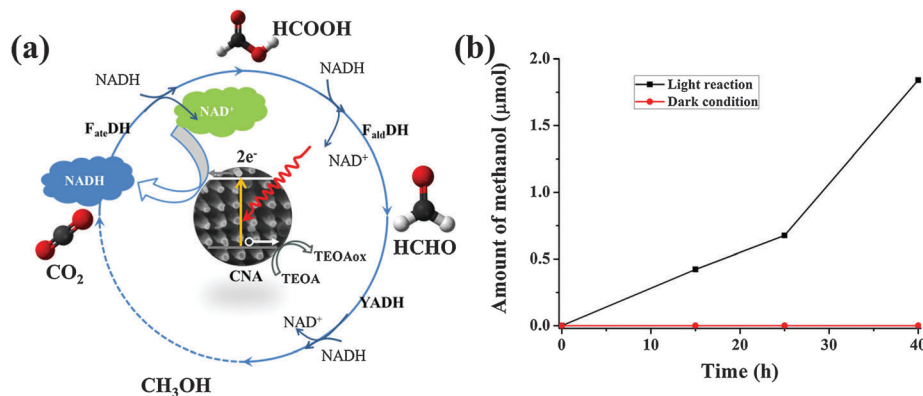 (a)
HCOOH
NADH
NADH
NAD⁺
FₐₜₑDH
FₐₗdDH
2e⁻
NAD⁺
NADH
HCHO
CO₂
TEOAox
CNA
TEOA
YADH
NAD⁺
NADH
CH₃OH
(b)
Amount of methanol (μmol)
2.0
1.5
1.0
0.5
0.0
Light reaction
Dark condition
0
10
20
30
40
Time (h)